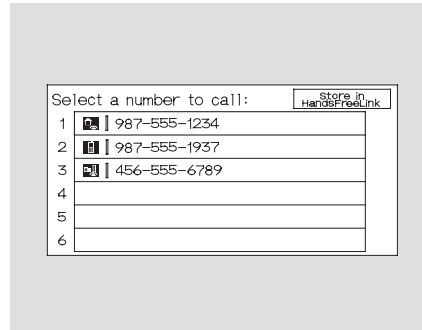 Select a number to call:
Store in
HandsFreeLink
1 987-555-1234
2 987-555-1937
3 456-555-6789
4
5
6